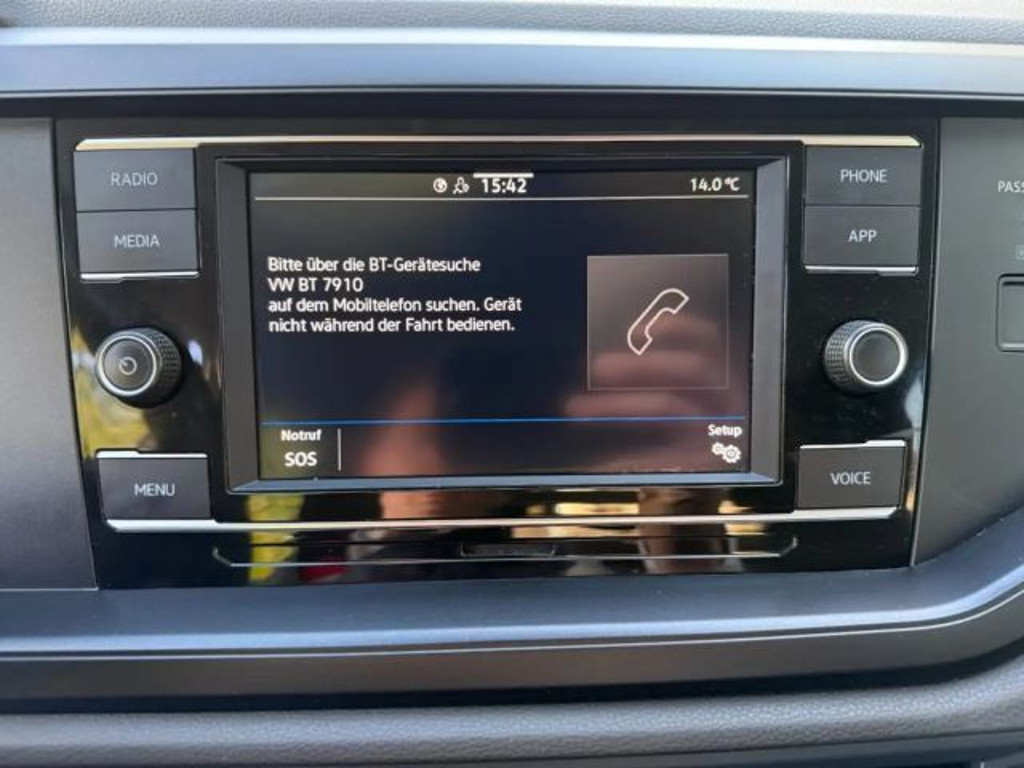 RADIO
MEDIA
MENU
15:42
14.0°C
Bitte über die BT-Gerätesuche
VW BT 7910
auf dem Mobiltelefon suchen. Gerät
nicht während der Fahrt bedienen.
Notruf
SOS
Setup
PHONE
APP
VOICE
PASS